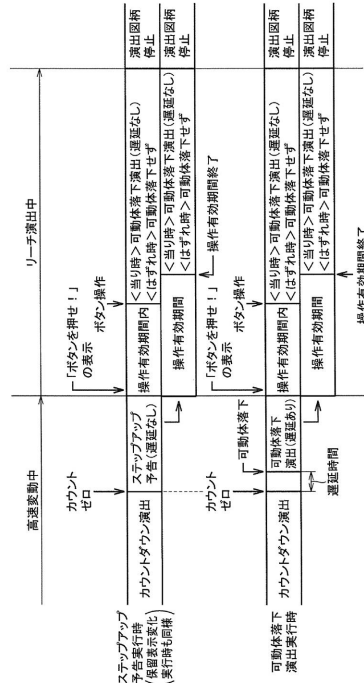 高速変動中
リーチ演出中
ステップアップ
予告実行時
(保留表示変化
実行時も同様)
カウントダウン演出
カウント
ゼロ
ステップアップ
予告(遅延なし)
「ボタンを押せ!」
の表示
操作有効期間内
ボタン操作
<当り時>可動体落下演出(遅延なし)
<はずれ時>可動体落下せず
演出図柄
停止
操作有効期間
<当り時>可動体落下演出(遅延なし)
<はずれ時>可動体落下せず
演出図柄
停止
操作有効期間終了
可動体落下
演出実行時
カウントダウン演出
カウント
ゼロ
可動体落下
遅延時間
可動体落下
演出(遅延あり)
「ボタンを押せ!」
の表示
操作有効期間内
ボタン操作
<当り時>可動体落下演出(遅延なし)
<はずれ時>可動体落下せず
演出図柄
停止
操作有効期間
<当り時>可動体落下演出(遅延なし)
<はずれ時>可動体落下せず
演出図柄
停止
操作有効期間終了